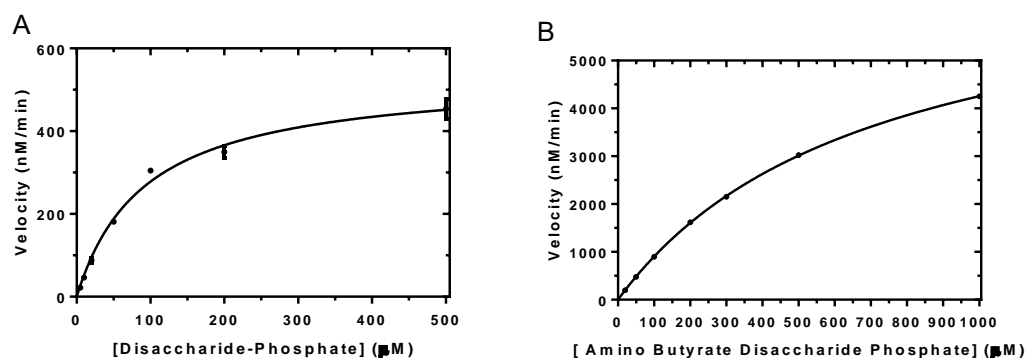 A
600
400
200
0
Velocity (nM/min)
0 100 200 300 400 500
[Disaccharide-Phosphate] (µM)
B
5000
4000
3000
2000
1000
0
Velocity (nM/min)
0 100 200 300 400 500 600 700 800 900 1000
[ Amino Butyrate Disaccharide Phosphate] (µM)